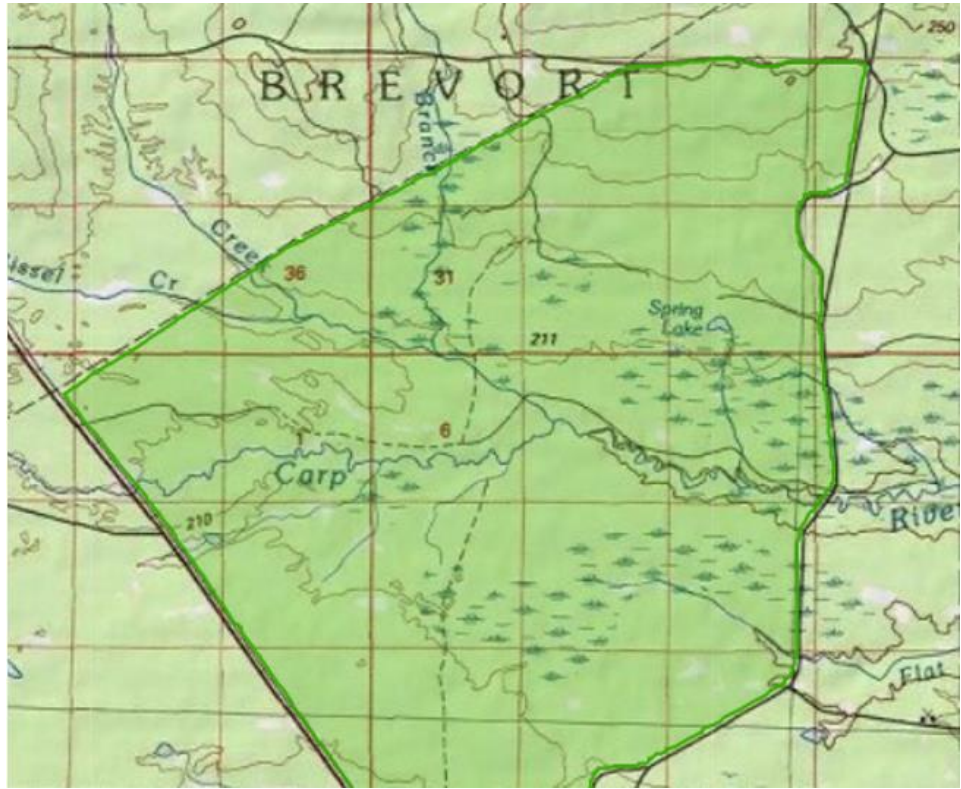 250
BREVORT
Branch
Creek
36
31
Cr
Spring
Lake
211
6
Carp
210
River
Flat